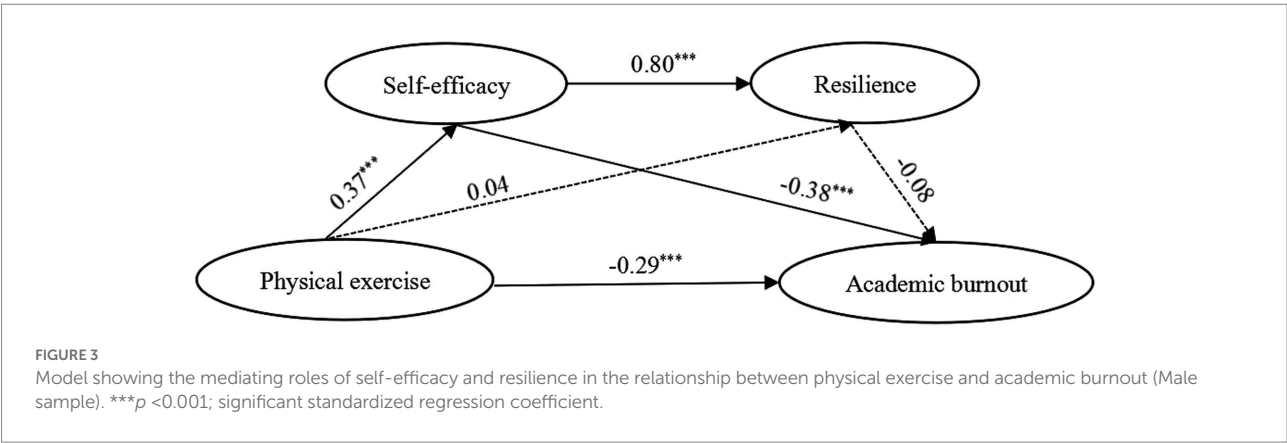 Self-efficacy
0.80***
Resilience
0.37***
0.04
-0.38***
-0.08
Physical exercise
-0.29***
Academic burnout
FIGURE 3
Model showing the mediating roles of self-efficacy and resilience in the relationship between physical exercise and academic burnout (Male
sample). ***p <0.001; significant standardized regression coefficient.